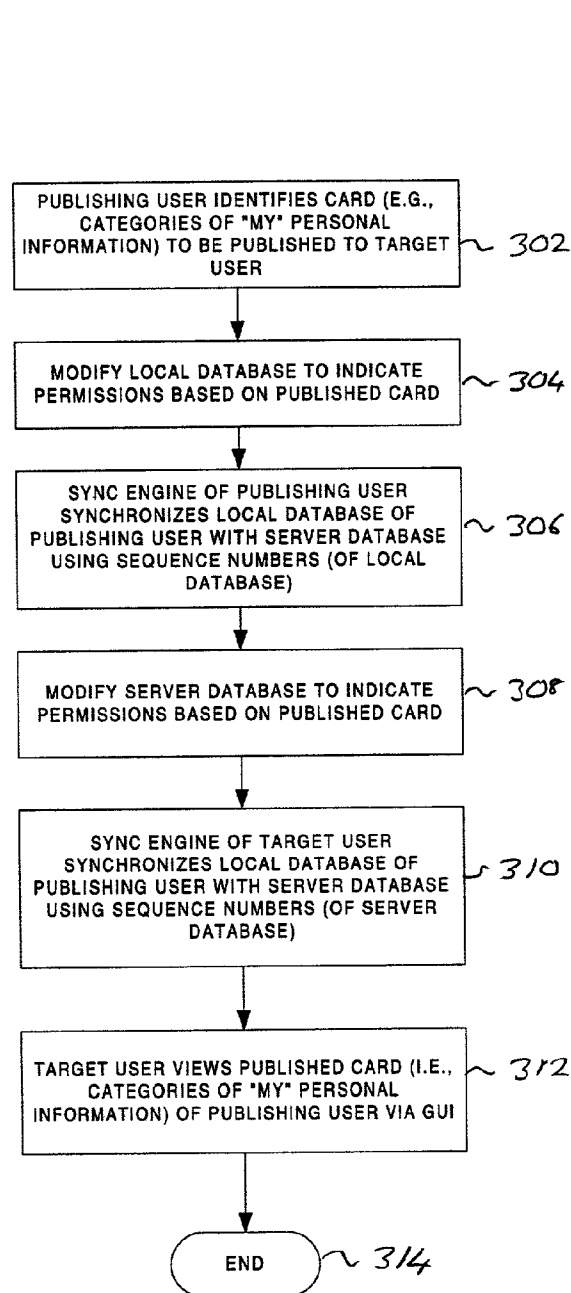 PUBLISHING USER IDENTIFIES CARD (E.G.,
CATEGORIES OF "MY" PERSONAL
INFORMATION) TO BE PUBLISHED TO TARGET
USER
302
MODIFY LOCAL DATABASE TO INDICATE
PERMISSIONS BASED ON PUBLISHED CARD
304
SYNC ENGINE OF PUBLISHING USER
SYNCHRONIZES LOCAL DATABASE OF
PUBLISHING USER WITH SERVER DATABASE
USING SEQUENCE NUMBERS (OF LOCAL
DATABASE)
306
MODIFY SERVER DATABASE TO INDICATE
PERMISSIONS BASED ON PUBLISHED CARD
308
SYNC ENGINE OF TARGET USER
SYNCHRONIZES LOCAL DATABASE OF
PUBLISHING USER WITH SERVER DATABASE
USING SEQUENCE NUMBERS (OF SERVER
DATABASE)
310
TARGET USER VIEWS PUBLISHED CARD (I.E.,
CATEGORIES OF "MY" PERSONAL
INFORMATION) OF PUBLISHING USER VIA GUI
312
END
314